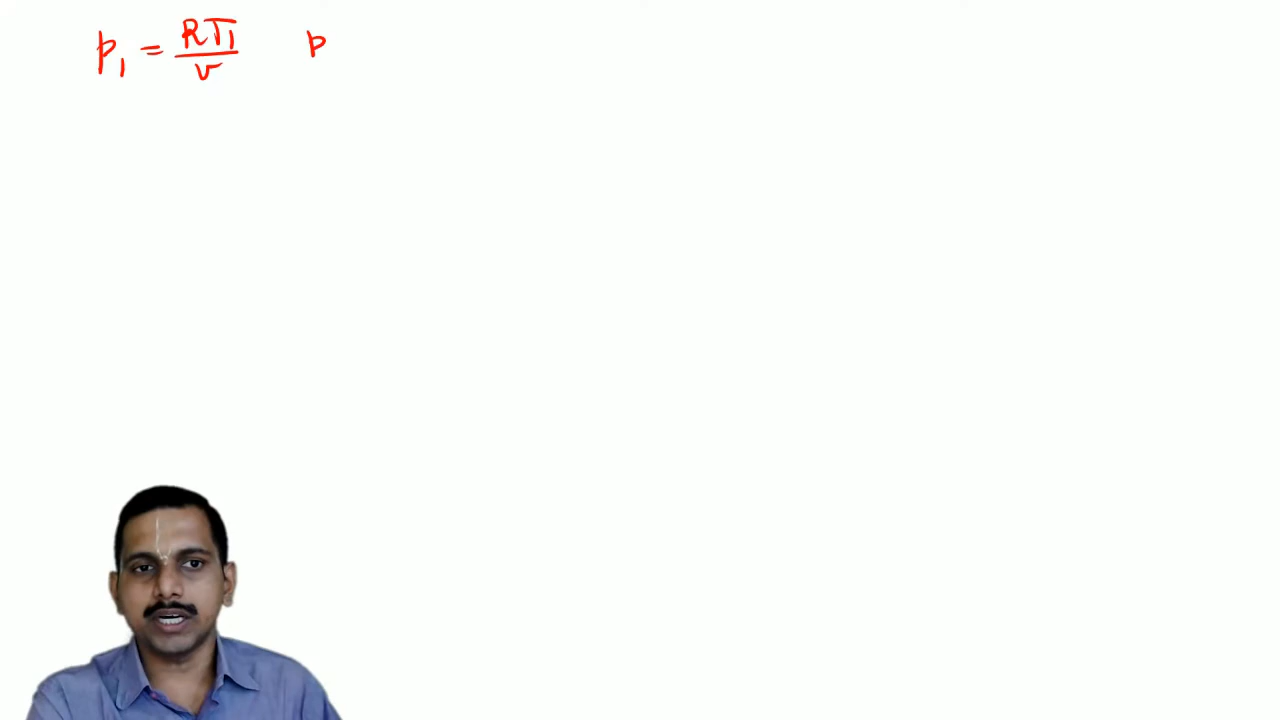 p₁ = RT₁/v p